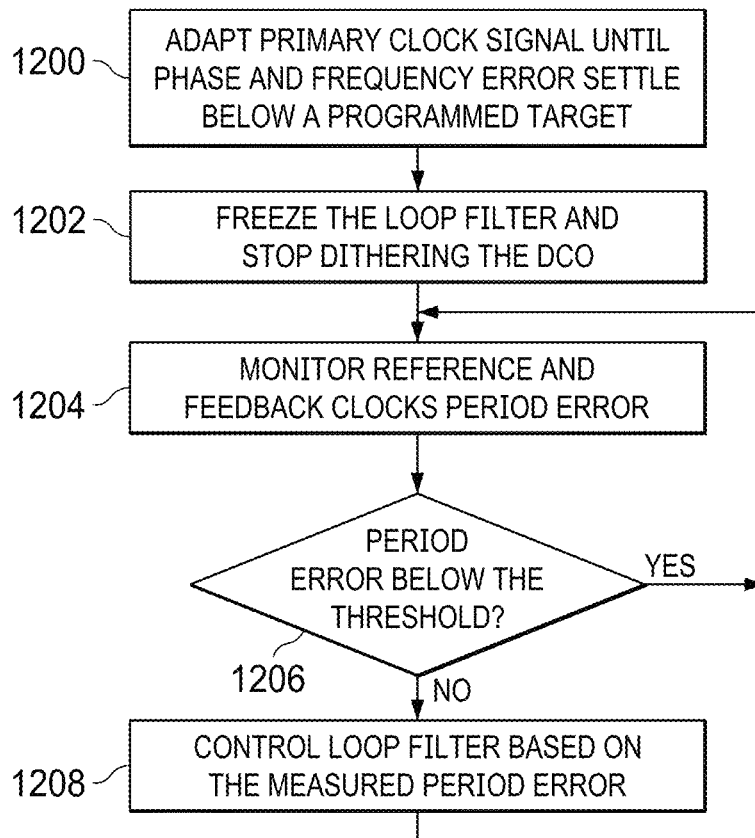 1200
ADAPT PRIMARY CLOCK SIGNAL UNTIL
PHASE AND FREQUENCY ERROR SETTLE
BELOW A PROGRAMMED TARGET
1202
FREEZE THE LOOP FILTER AND
STOP DITHERING THE DCO
1204
MONITOR REFERENCE AND
FEEDBACK CLOCKS PERIOD ERROR
PERIOD
ERROR BELOW THE
THRESHOLD?
YES
1206
NO
1208
CONTROL LOOP FILTER BASED ON
THE MEASURED PERIOD ERROR